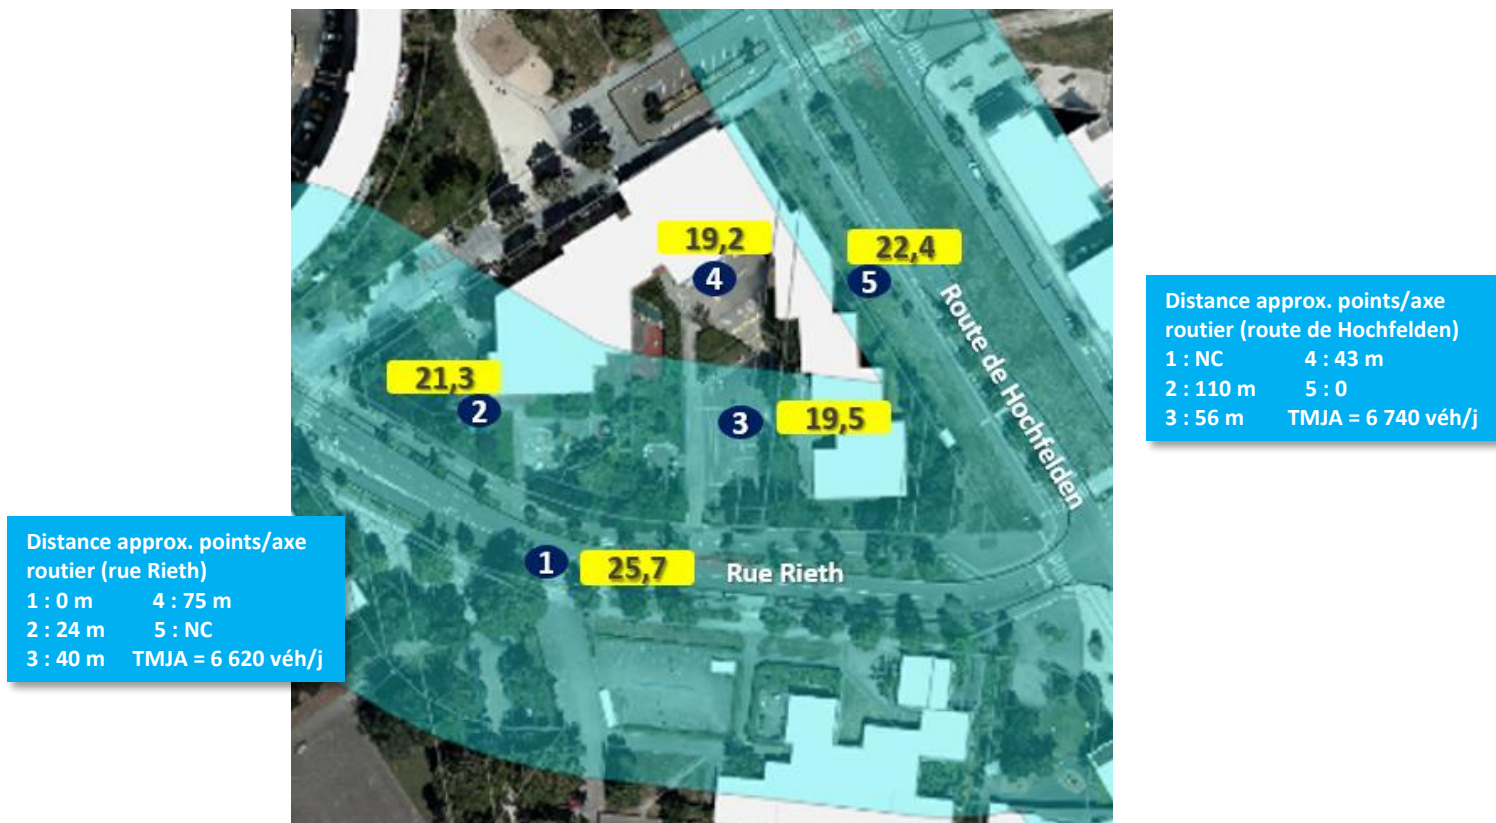 19,2
4
22,4
5
Route de Hochfelden
21,3
2
3
19,5
1
25,7
Rue Rieth
Distance approx. points/axe
routier (route de Hochfelden)
1 : NC 4 : 43 m
2 : 110 m 5 : 0
3 : 56 m TMJA = 6 740 véh/j
Distance approx. points/axe
routier (rue Rieth)
1 : 0 m 4 : 75 m
2 : 24 m 5 : NC
3 : 40 m TMJA = 6 620 véh/j